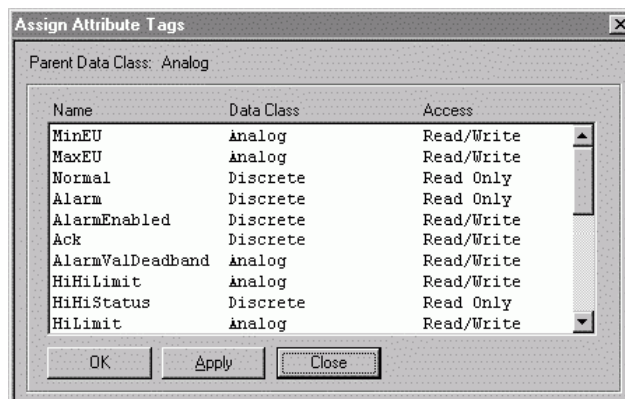 Assign Attribute Tags
Parent Data Class: Analog
Name Data Class Access
MinEU Analog Read/Write
MaxEU Analog Read/Write
Normal Discrete Read Only
Alarm Discrete Read Only
AlarmEnabled Discrete Read/Write
Ack Discrete Read/Write
AlarmValDeadband Analog Read/Write
HiHiLimit Analog Read/Write
HiHiStatus Discrete Read Only
HiLimit Analog Read/Write
OK Apply Close